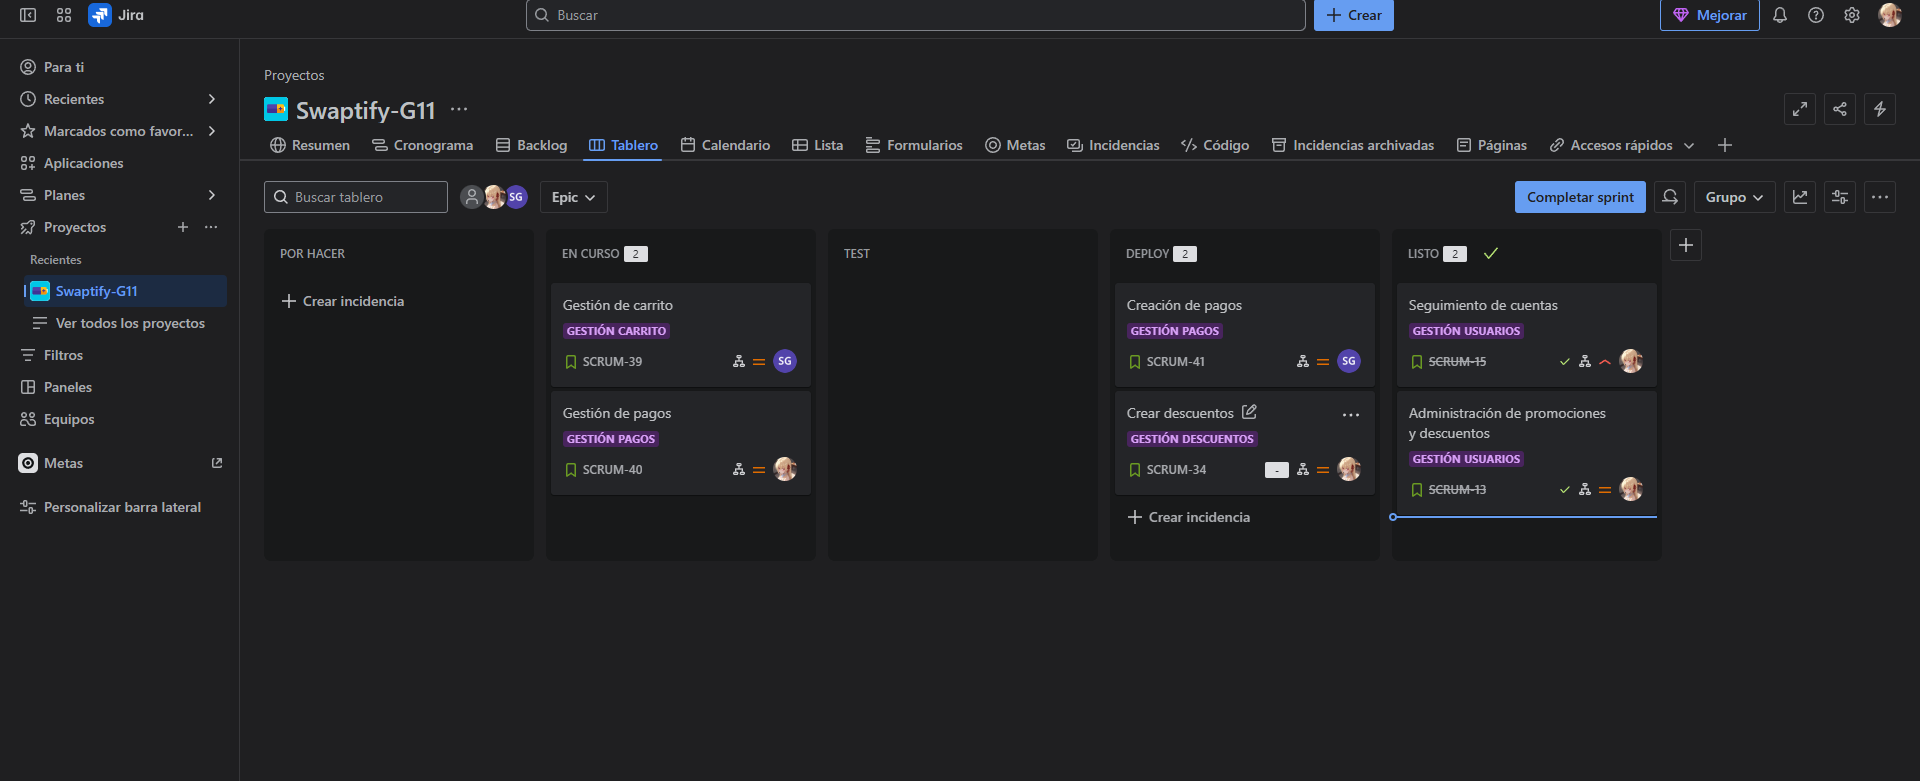 Jira
Buscar
Crear
Mejorar
Para ti
Recientes
Marcados como favor...
Aplicaciones
Planes
Proyectos
Recientes
Swaptify-G11
Ver todos los proyectos
Filtros
Paneles
Equipos
Metas
Personalizar barra lateral
Proyectos
Swaptify-G11
Resumen Cronograma Backlog Tablero Calendario Lista Formularios Metas Incidencias Código Incidencias archivadas Páginas Accesos rápidos
Buscar tablero
SG
Epic
Completar sprint
Grupo
POR HACER
Crear incidencia
EN CURSO 2
Gestión de carrito
GESTIÓN CARRITO
SCRUM-39 SG
Gestión de pagos
GESTIÓN PAGOS
SCRUM-40
TEST
DEPLOY 2
Creación de pagos
GESTIÓN PAGOS
SCRUM-41 SG
Crear descuentos
GESTIÓN DESCUENTOS
SCRUM-34 -
Crear incidencia
LISTO 2
Seguimiento de cuentas
GESTIÓN USUARIOS
SCRUM-15
Administración de promociones
y descuentos
GESTIÓN USUARIOS
SCRUM-13